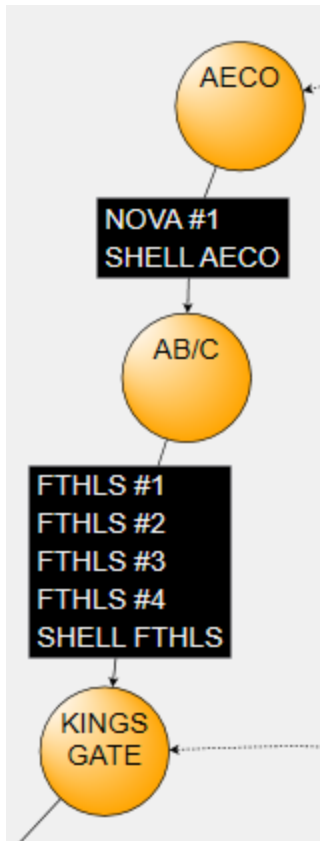 AECO
NOVA #1
SHELL AECO
AB/C
FTHLS #1
FTHLS #2
FTHLS #3
FTHLS #4
SHELL FTHLS
KINGS
GATE